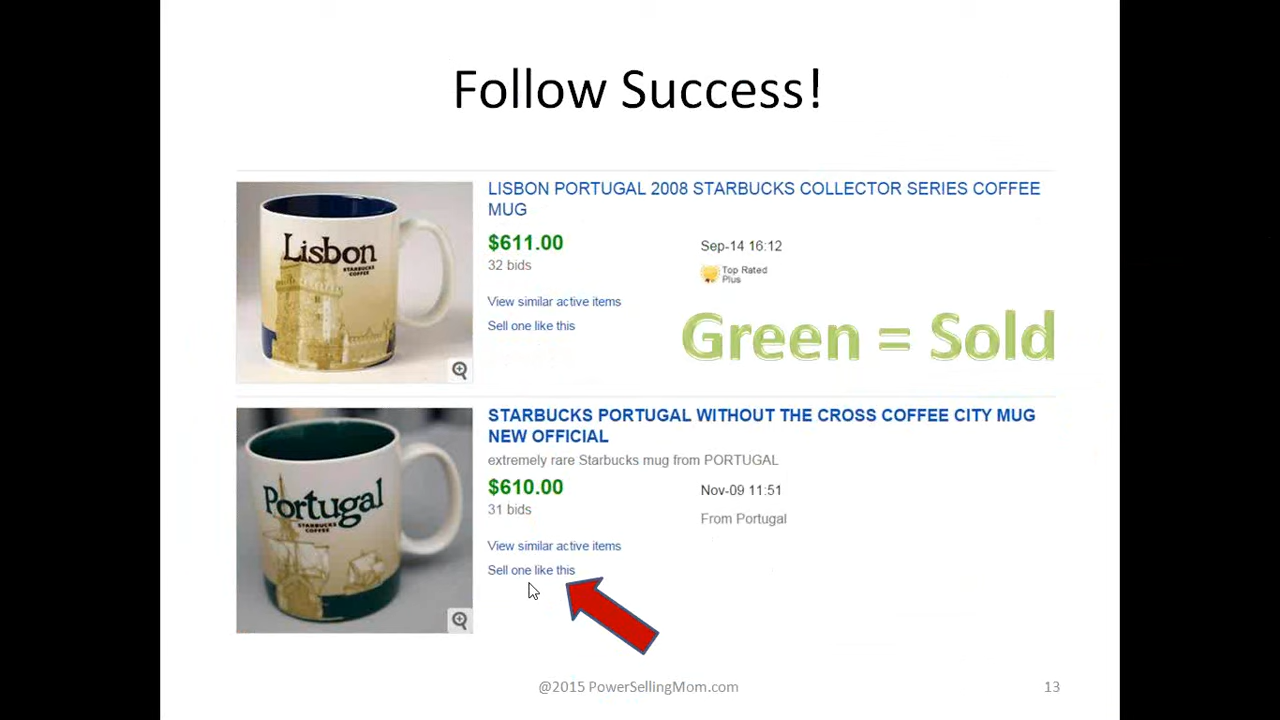 Follow Success!
LISBON PORTUGAL 2008 STARBUCKS COLLECTOR SERIES COFFEE
MUG
$611.00
Sep-14 16:12
32 bids
Top Rated
Plus
View similar active items
Sell one like this
Green = Sold
Lisbon
STARBUCKS
COFFEE
STARBUCKS PORTUGAL WITHOUT THE CROSS COFFEE CITY MUG
NEW OFFICIAL
extremely rare Starbucks mug from PORTUGAL
$610.00
Nov-09 11:51
31 bids
From Portugal
View similar active items
Sell one like this
Portugal
STARBUCKS
COFFEE
@2015 PowerSellingMom.com
13